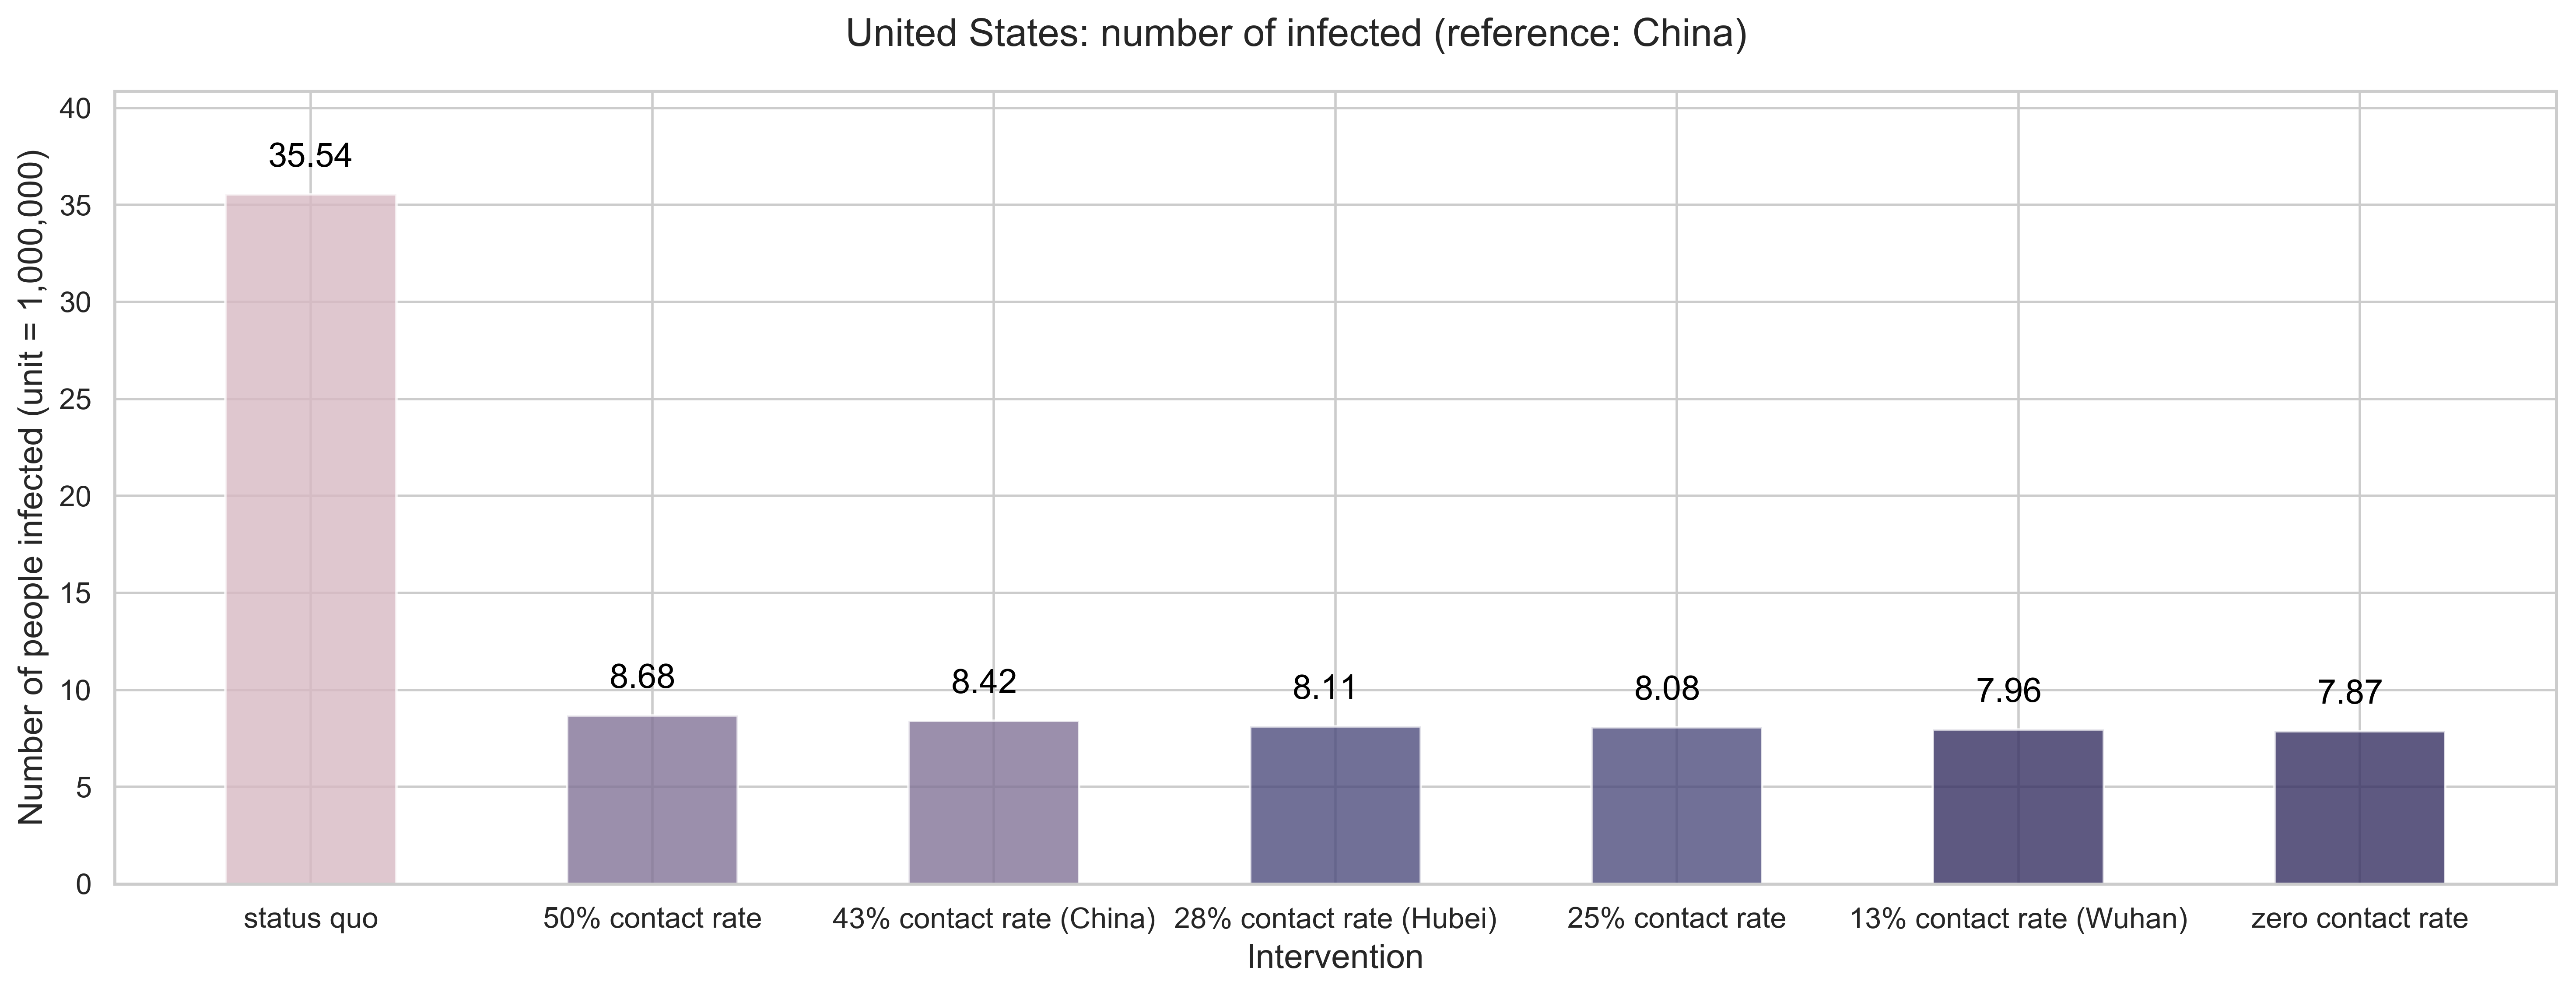 United States: number of infected (reference: China)
Number of people infected (unit = 1,000,000)
40
35
30
25
20
15
10
5
0
35.54
8.68
8.42
8.11
8.08
7.96
7.87
status quo
50% contact rate
43% contact rate (China)
28% contact rate (Hubei)
25% contact rate
13% contact rate (Wuhan)
zero contact rate
Intervention